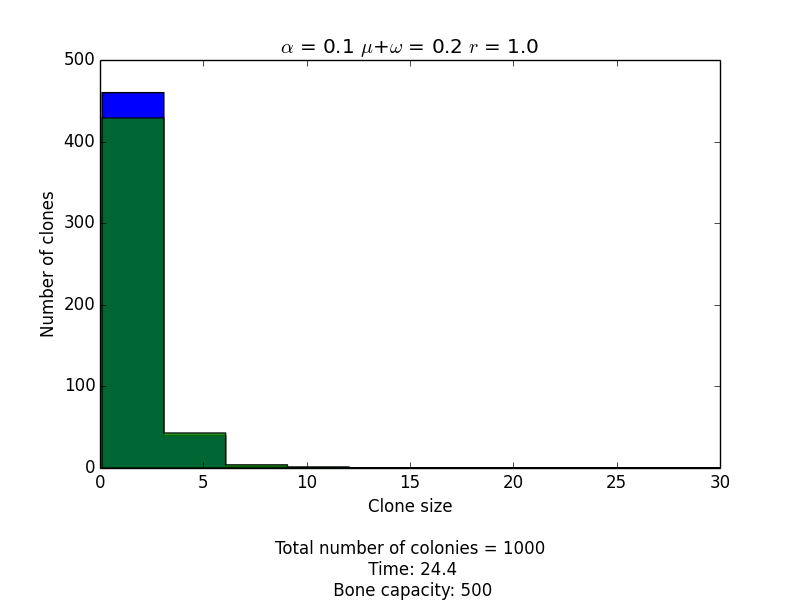 α = 0.1 μ+ω = 0.2 r = 1.0
500
400
300
200
100
0
Number of clones
0 5 10 15 20 25 30
Clone size
Total number of colonies = 1000
Time: 24.4
Bone capacity: 500